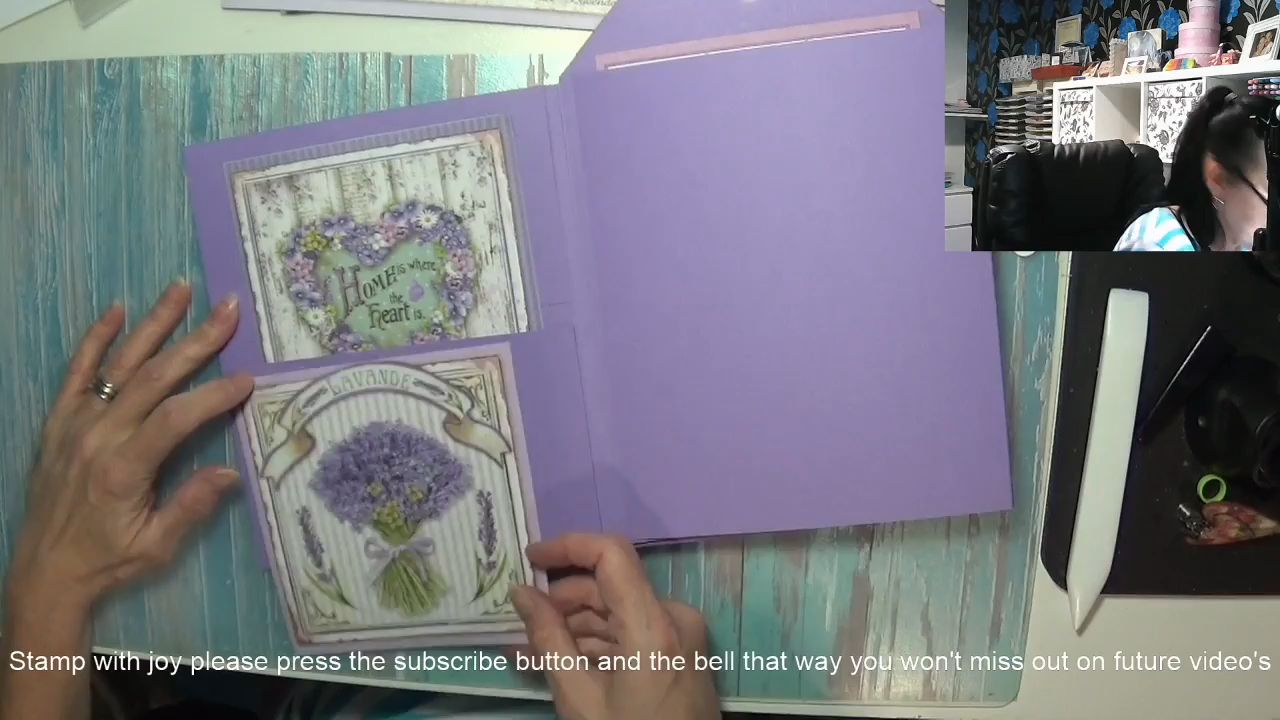 HOME IS where
the
heart is.
LAVANDE
Stamp with joy please press the subscribe button and the bell that way you won't miss out on future video's